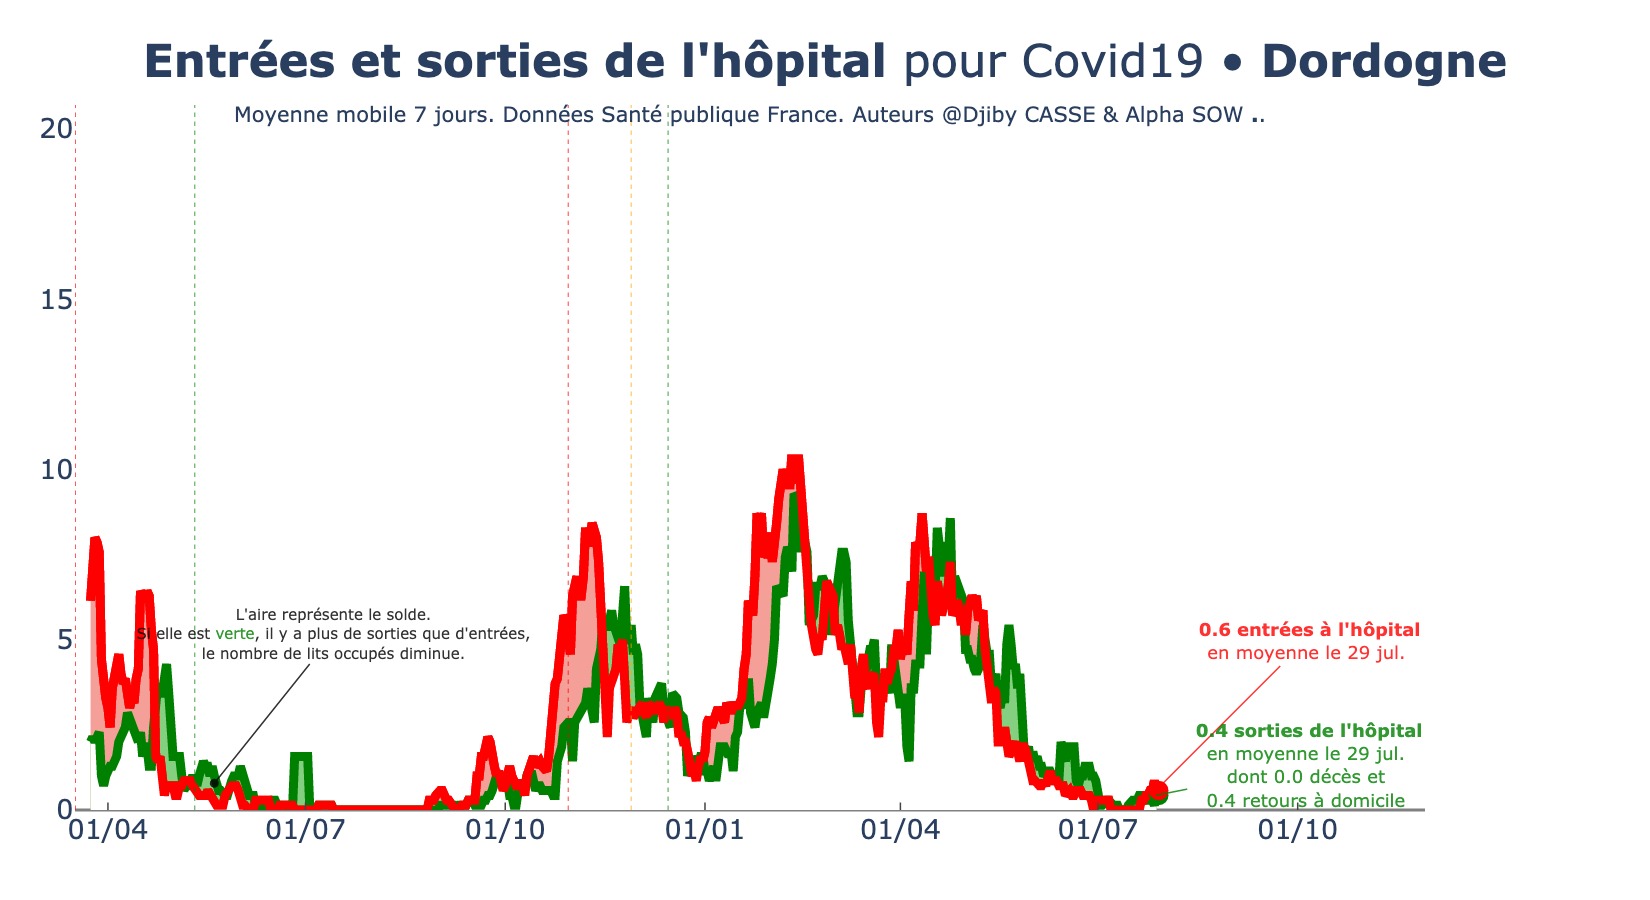 Entrées et sorties de l'hôpital pour Covid19 • Dordogne
Moyenne mobile 7 jours. Données Santé publique France. Auteurs @Djiby CASSE & Alpha SOW ..
20
15
10
5
0
L'aire représente le solde.
Si elle est verte, il y a plus de sorties que d'entrées,
le nombre de lits occupés diminue.
0.6 entrées à l'hôpital
en moyenne le 29 jul.
0.4 sorties de l'hôpital
en moyenne le 29 jul.
dont 0.0 décès et
0.4 retours à domicile
01/04 01/07 01/10 01/01 01/04 01/07 01/10